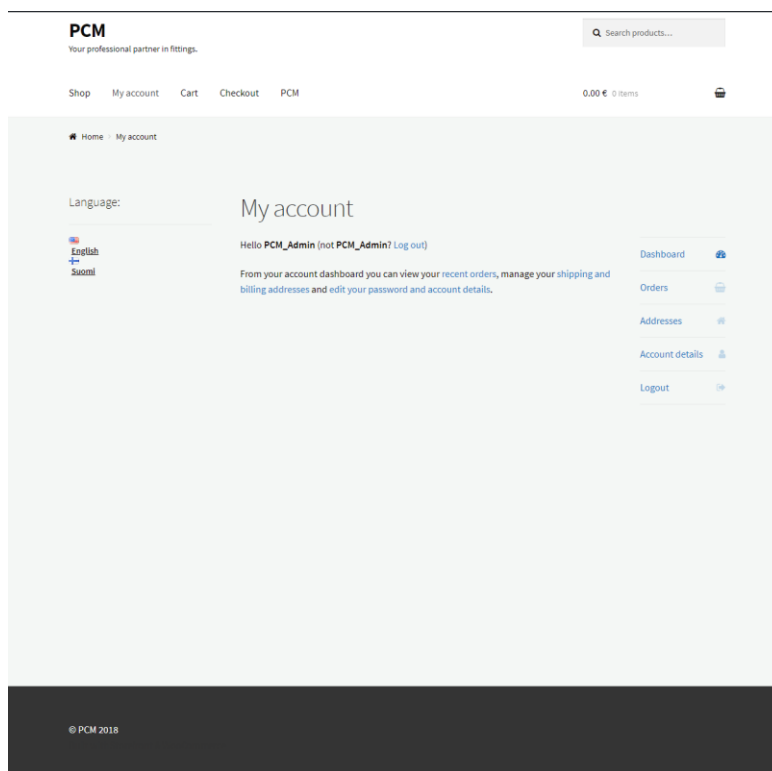 PCM
Your professional partner in fittings.
Search products...
Shop My account Cart Checkout PCM
0.00 € 0 items
Home My account
Language:
English
Suomi
My account
Hello PCM_Admin (not PCM_Admin? Log out)
From your account dashboard you can view your recent orders, manage your shipping and
billing addresses and edit your password and account details.
Dashboard
Orders
Addresses
Account details
Logout
© PCM 2018